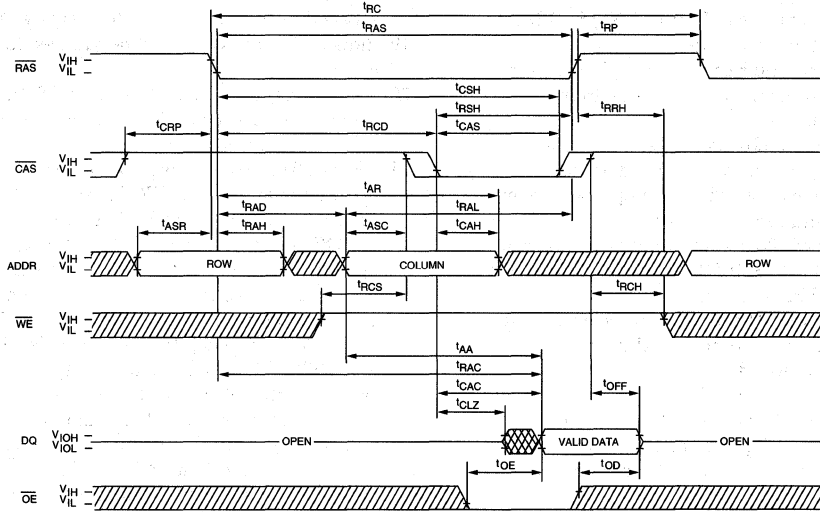 tRC
tRAS
tRP
RAS
VIH
VIL
tCSH
tRSH
tRRH
tCRP
tRCD
tCAS
CAS
VIH
VIL
tAR
tRAD
tRAL
tASR
tRAH
tASC
tCAH
ADDR
VIH
VIL
ROW
COLUMN
ROW
tRCS
tRCH
WE
VIH
VIL
tAA
tRAC
tCAC
tOFF
tCLZ
DQ
VIOH
VIOL
OPEN
VALID DATA
OPEN
tOE
tOD
OE
VIH
VIL